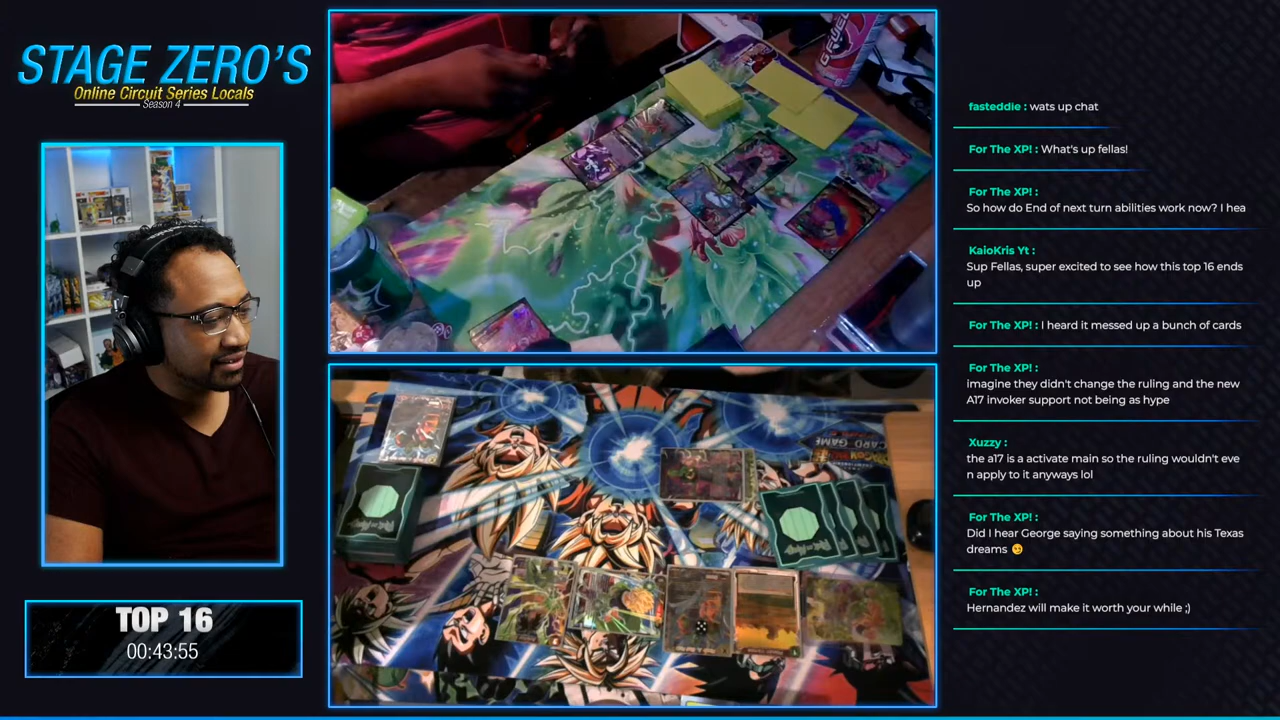 STAGE ZERO'S
Online Circuit Series Locals
Season 4
TOP 16
00:43:55
GFUEL
CARD GAME
fasteddie : wats up chat
For The XP! : What's up fellas!
For The XP! :
So how do End of next turn abilities work now? I hea
KaioKris Yt :
Sup Fellas, super excited to see how this top 16 ends
up
For The XP! : I heard it messed up a bunch of cards
For The XP! :
imagine they didn't change the ruling and the new
A17 invoker support not being as hype
Xuzzy :
the a17 is a activate main so the ruling wouldn't eve
n apply to it anyways lol
For The XP! :
Did I hear George saying something about his Texas
dreams 😏
For The XP! :
Hernandez will make it worth your while ;)